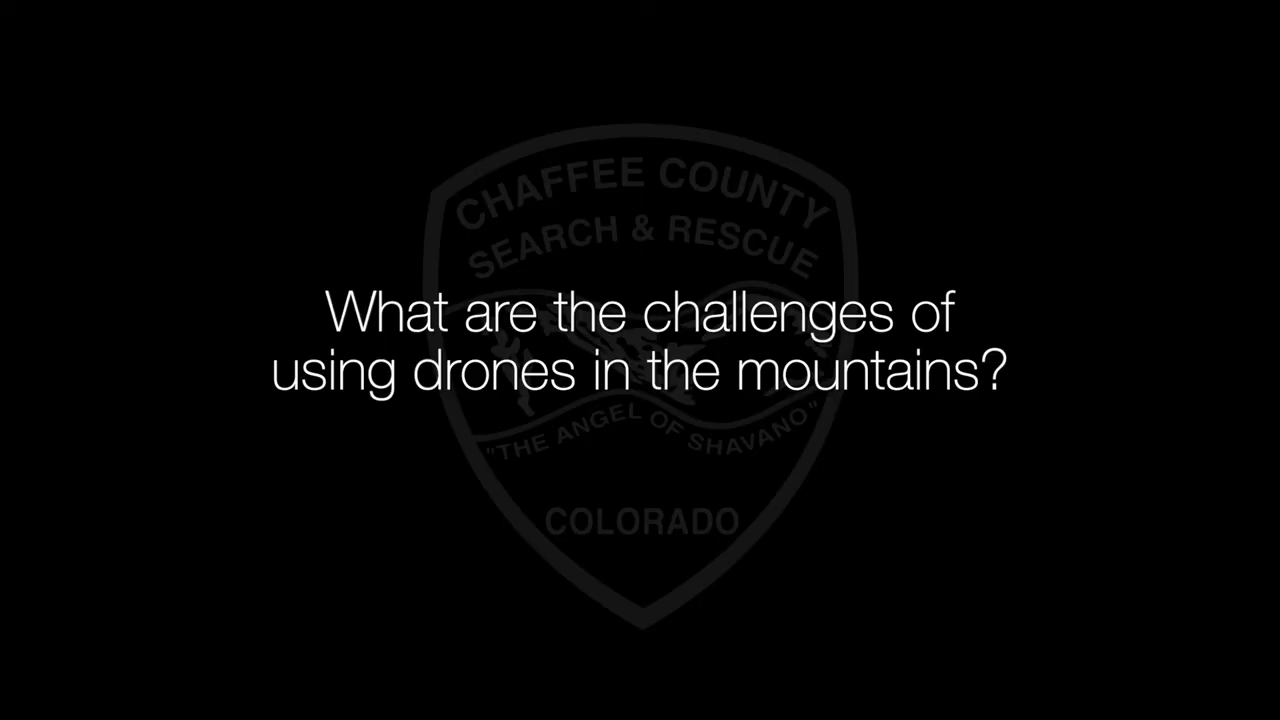 CHAFFEE COUNTY
SEARCH & RESCUE
What are the challenges of
using drones in the mountains?
"THE ANGEL OF SHAVANO"
COLORADO